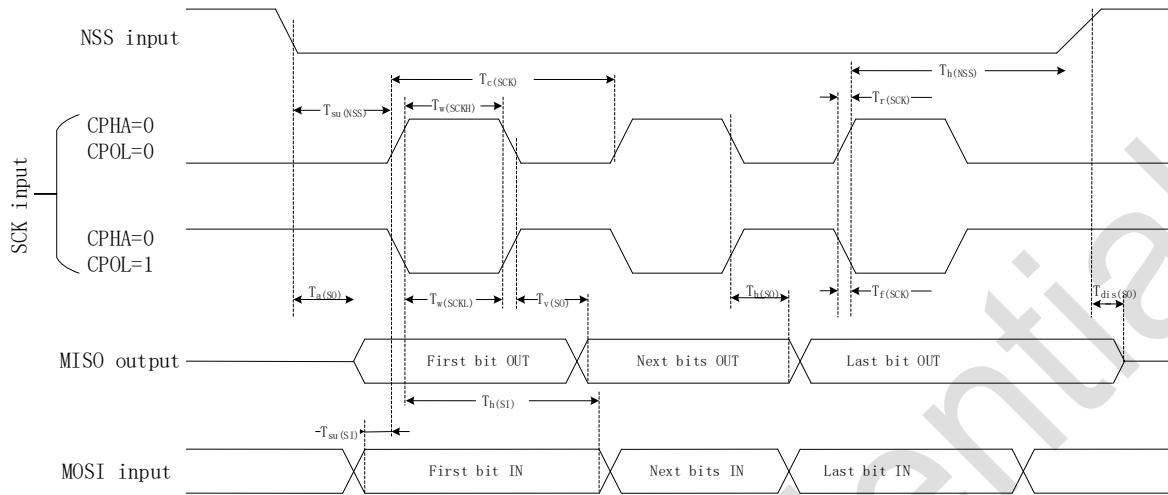 NSS input
Tc(SCK)
Th(NSS)
Tsu(NSS)
Tw(SCKH)
Tr(SCK)
SCK input
CPHA=0
CPOL=0
CPHA=0
CPOL=1
Ta(SO)
Tw(SCKL)
Tv(SO)
Th(SO)
Tf(SCK)
Tdis(SO)
MISO output
First bit OUT
Next bits OUT
Last bit OUT
Th(SI)
Tsu(SI)
MOSI input
First bit IN
Next bits IN
Last bit IN
ential